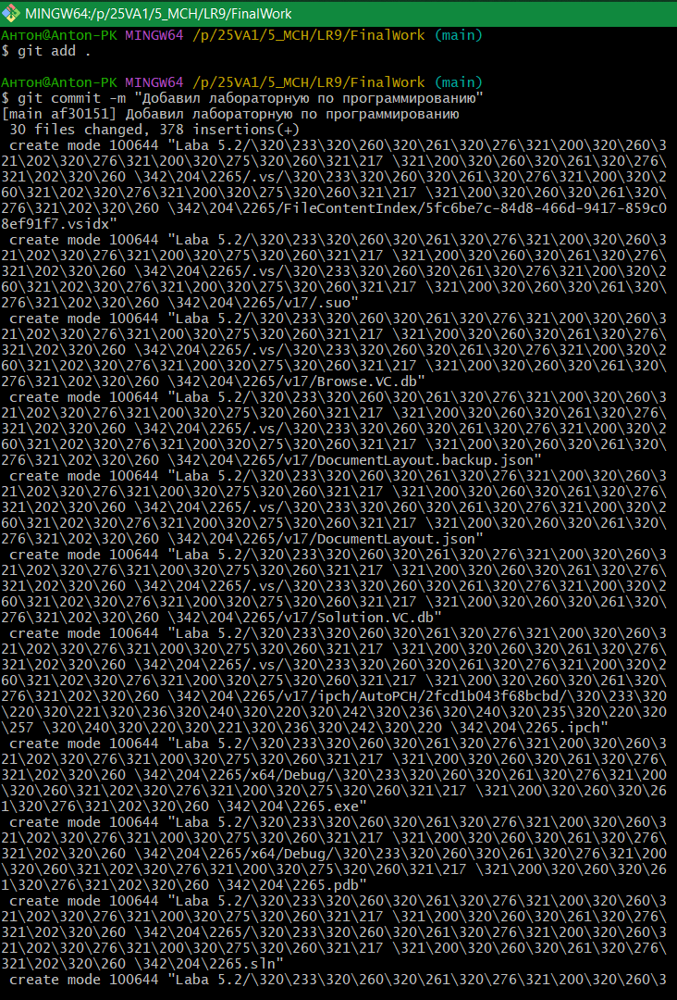 MINGW64:/p/25VA1/5_MCH/LR9/FinalWork
Антон@Anton-PK MINGW64 /p/25VA1/5_MCH/LR9/FinalWork (main)
$ git add .
Антон@Anton-PK MINGW64 /p/25VA1/5_MCH/LR9/FinalWork (main)
$ git commit -m "Добавил лабораторную по программированию"
[main af30151] Добавил лабораторную по программированию
30 files changed, 378 insertions(+)
create mode 100644 "Laba 5.2/\320\233\320\260\320\261\320\276\321\200\320\260\3
21\202\320\276\321\200\320\275\320\260\321\217 \321\200\320\260\320\261\320\276\
321\202\320\260 \342\204\2265/.vs/\320\233\320\260\320\261\320\276\321\200\320\2
60\321\202\320\276\321\200\320\275\320\260\321\217 \321\200\320\260\320\261\320\
276\321\202\320\260 \342\204\2265/FileContentIndex/5fc6be7c-84d8-466d-9417-859c0
8ef91f7.vsidx"
create mode 100644 "Laba 5.2/\320\233\320\260\320\261\320\276\321\200\320\260\3
21\202\320\276\321\200\320\275\320\260\321\217 \321\200\320\260\320\261\320\276\
321\202\320\260 \342\204\2265/.vs/\320\233\320\260\320\261\320\276\321\200\320\2
60\321\202\320\276\321\200\320\275\320\260\321\217 \321\200\320\260\320\261\320\
276\321\202\320\260 \342\204\2265/v17/.suo"
create mode 100644 "Laba 5.2/\320\233\320\260\320\261\320\276\321\200\320\260\3
21\202\320\276\321\200\320\275\320\260\321\217 \321\200\320\260\320\261\320\276\
321\202\320\260 \342\204\2265/.vs/\320\233\320\260\320\261\320\276\321\200\320\2
60\321\202\320\276\321\200\320\275\320\260\321\217 \321\200\320\260\320\261\320\
276\321\202\320\260 \342\204\2265/v17/Browse.VC.db"
create mode 100644 "Laba 5.2/\320\233\320\260\320\261\320\276\321\200\320\260\3
21\202\320\276\321\200\320\275\320\260\321\217 \321\200\320\260\320\261\320\276\
321\202\320\260 \342\204\2265/.vs/\320\233\320\260\320\261\320\276\321\200\320\2
60\321\202\320\276\321\200\320\275\320\260\321\217 \321\200\320\260\320\261\320\
276\321\202\320\260 \342\204\2265/v17/DocumentLayout.backup.json"
create mode 100644 "Laba 5.2/\320\233\320\260\320\261\320\276\321\200\320\260\3
21\202\320\276\321\200\320\275\320\260\321\217 \321\200\320\260\320\261\320\276\
321\202\320\260 \342\204\2265/.vs/\320\233\320\260\320\261\320\276\321\200\320\2
60\321\202\320\276\321\200\320\275\320\260\321\217 \321\200\320\260\320\261\320\
276\321\202\320\260 \342\204\2265/v17/DocumentLayout.json"
create mode 100644 "Laba 5.2/\320\233\320\260\320\261\320\276\321\200\320\260\3
21\202\320\276\321\200\320\275\320\260\321\217 \321\200\320\260\320\261\320\276\
321\202\320\260 \342\204\2265/.vs/\320\233\320\260\320\261\320\276\321\200\320\2
60\321\202\320\276\321\200\320\275\320\260\321\217 \321\200\320\260\320\261\320\
276\321\202\320\260 \342\204\2265/v17/Solution.VC.db"
create mode 100644 "Laba 5.2/\320\233\320\260\320\261\320\276\321\200\320\260\3
21\202\320\276\321\200\320\275\320\260\321\217 \321\200\320\260\320\261\320\276\
321\202\320\260 \342\204\2265/.vs/\320\233\320\260\320\261\320\276\321\200\320\2
60\321\202\320\276\321\200\320\275\320\260\321\217 \321\200\320\260\320\261\320\
276\321\202\320\260 \342\204\2265/v17/ipch/AutoPCH/2fcd1b043f68bcbd/\320\233\320
\220\320\221\320\236\320\240\320\220\320\242\320\236\320\240\320\235\320\220\320
\257 \320\240\320\220\320\221\320\236\320\242\320\220 \342\204\2265.ipch"
create mode 100644 "Laba 5.2/\320\233\320\260\320\261\320\276\321\200\320\260\3
21\202\320\276\321\200\320\275\320\260\321\217 \321\200\320\260\320\261\320\276\
321\202\320\260 \342\204\2265/x64/Debug/\320\233\320\260\320\261\320\276\321\200
\320\260\321\202\320\276\321\200\320\275\320\260\321\217 \321\200\320\260\320\26
1\320\276\321\202\320\260 \342\204\2265.exe"
create mode 100644 "Laba 5.2/\320\233\320\260\320\261\320\276\321\200\320\260\3
21\202\320\276\321\200\320\275\320\260\321\217 \321\200\320\260\320\261\320\276\
321\202\320\260 \342\204\2265/x64/Debug/\320\233\320\260\320\261\320\276\321\200
\320\260\321\202\320\276\321\200\320\275\320\260\321\217 \321\200\320\260\320\26
1\320\276\321\202\320\260 \342\204\2265.pdb"
create mode 100644 "Laba 5.2/\320\233\320\260\320\261\320\276\321\200\320\260\3
21\202\320\276\321\200\320\275\320\260\321\217 \321\200\320\260\320\261\320\276\
321\202\320\260 \342\204\2265/\320\233\320\260\320\261\320\276\321\200\320\260\3
21\202\320\276\321\200\320\275\320\260\321\217 \321\200\320\260\320\261\320\276\
321\202\320\260 \342\204\2265.sln"
create mode 100644 "Laba 5.2/\320\233\320\260\320\261\320\276\321\200\320\260\3